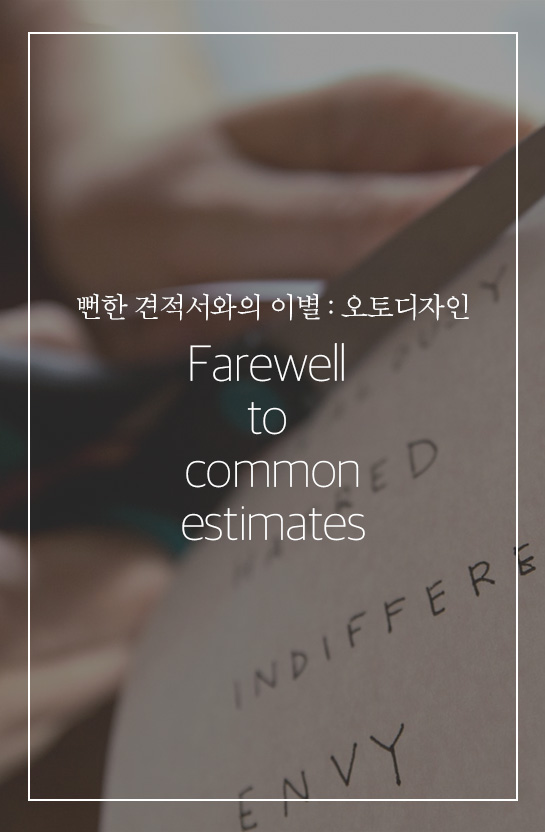 뻔한 견적서와의 이별 : 오토디자인
Farewell
to
common
estimates
INDIFFERE
ENVY